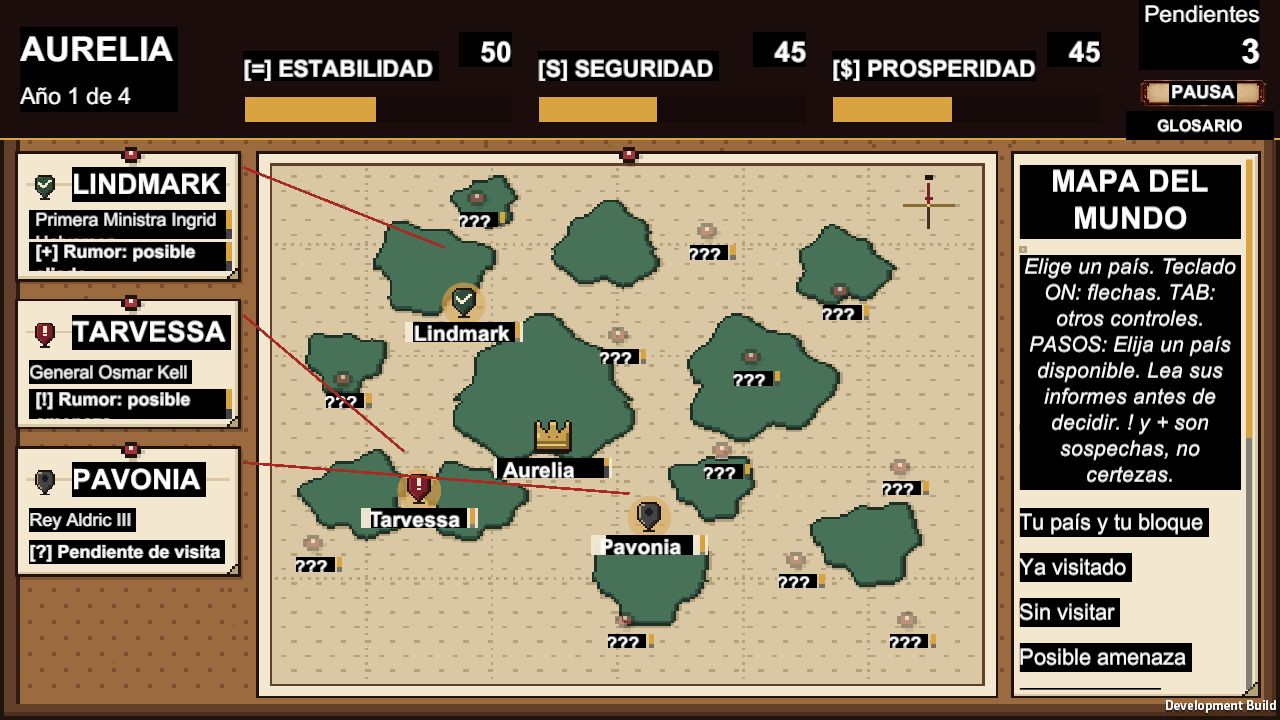 AURELIA
Año 1 de 4
[=] ESTABILIDAD
50
[S] SEGURIDAD
45
[$] PROSPERIDAD
45
Pendientes
3
PAUSA
GLOSARIO
LINDMARK
Primera Ministra Ingrid
[+] Rumor: posible
TARVESSA
General Osmar Kell
[!] Rumor: posible
PAVONIA
Rey Aldric III
[?] Pendiente de visita
???
???
???
Lindmark
???
???
???
Aurelia
???
???
Tarvessa
Pavonia
???
???
???
???
MAPA DEL
MUNDO
Elige un país. Teclado
ON: flechas. TAB:
otros controles.
PASOS: Elija un país
disponible. Lea sus
informes antes de
decidir. ! y + son
sospechas, no
certezas.
Tu país y tu bloque
Ya visitado
Sin visitar
Posible amenaza
Development Build